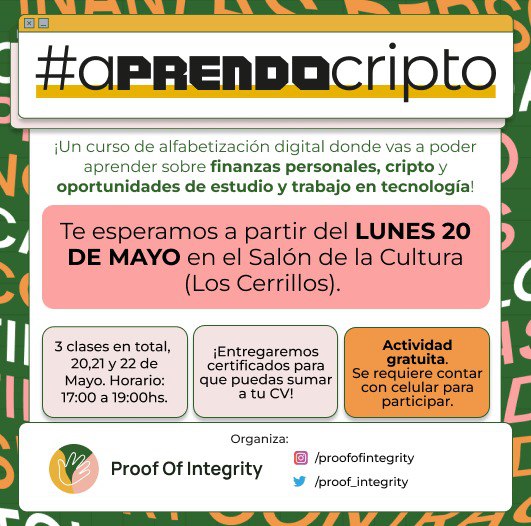 #aPRENDOcripto
¡Un curso de alfabetización digital donde vas a poder
aprender sobre finanzas personales, cripto y
oportunidades de estudio y trabajo en tecnología!
Te esperamos a partir del LUNES 20
DE MAYO en el Salón de la Cultura
(Los Cerrillos).
3 clases en total,
20,21 y 22 de
Mayo. Horario:
17:00 a 19:00hs.
¡Entregaremos
certificados para
que puedas sumar
a tu CV!
Actividad
gratuita.
Se requiere contar
con celular para
participar.
Organiza:
Proof Of Integrity
/proofofintegrity
/proof_integrity